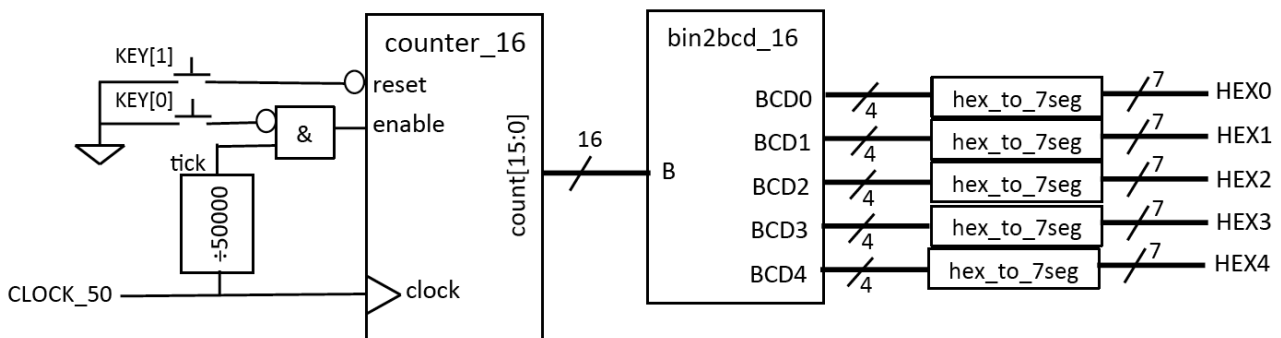 counter_16
KEY[1]
reset
KEY[0]
&
enable
tick
÷50000
CLOCK_50
clock
count[15:0]
16
bin2bcd_16
B
BCD0
4
hex_to_7seg
7
HEX0
BCD1
4
hex_to_7seg
7
HEX1
BCD2
4
hex_to_7seg
7
HEX2
BCD3
4
hex_to_7seg
7
HEX3
BCD4
4
hex_to_7seg
7
HEX4